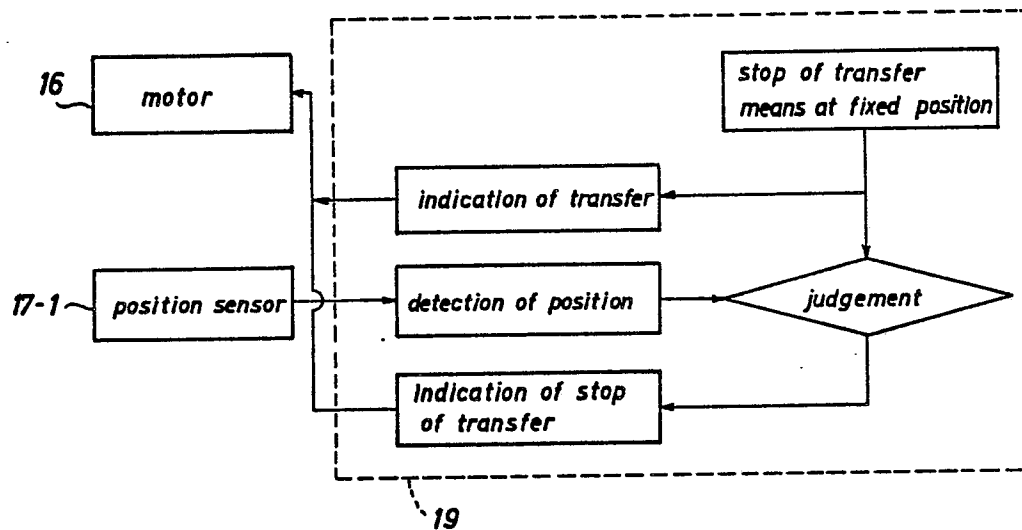 16
motor
stop of transfer
means at fixed position
indication of transfer
17-1
position sensor
detection of position
judgement
Indication of stop
of transfer
19